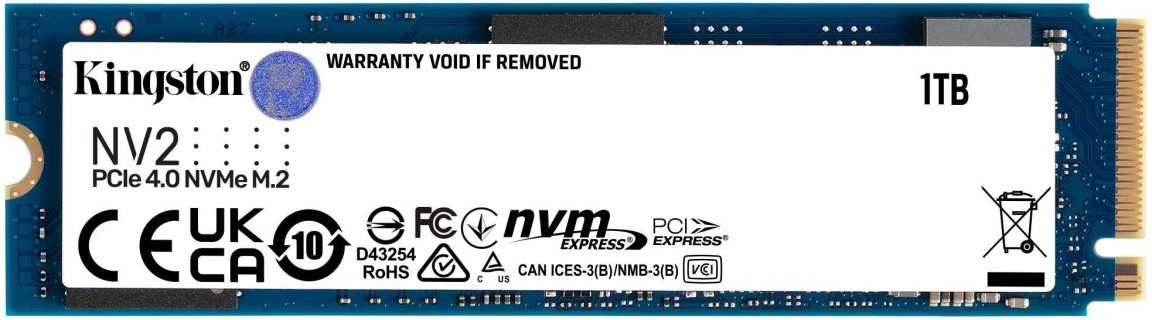 A22
Kingston®
WARRANTY VOID IF REMOVED
1TB
NV2
PCIe 4.0 NVMe M.2
CE
UK
CA
10
D43254
RoHS
FC
nvm
EXPRESS®
PCI
EXPRESS®
C US
CAN ICES-3(B)/NMB-3(B)
VCI